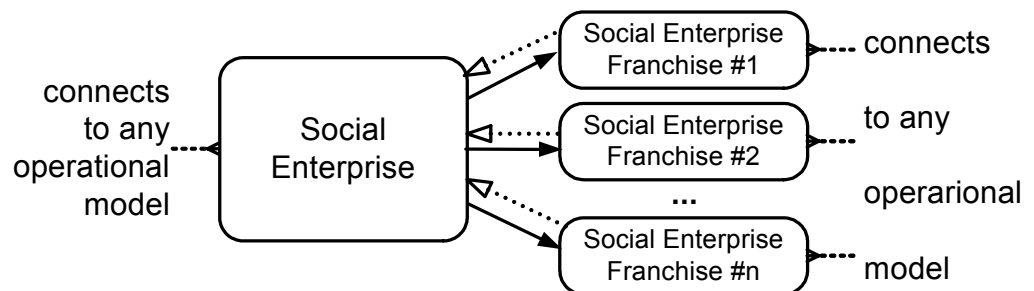 connects
to any
operational
model
Social
Enterprise
Social Enterprise
Franchise #1
Social Enterprise
Franchise #2
...
Social Enterprise
Franchise #n
connects
to any
operarional
model